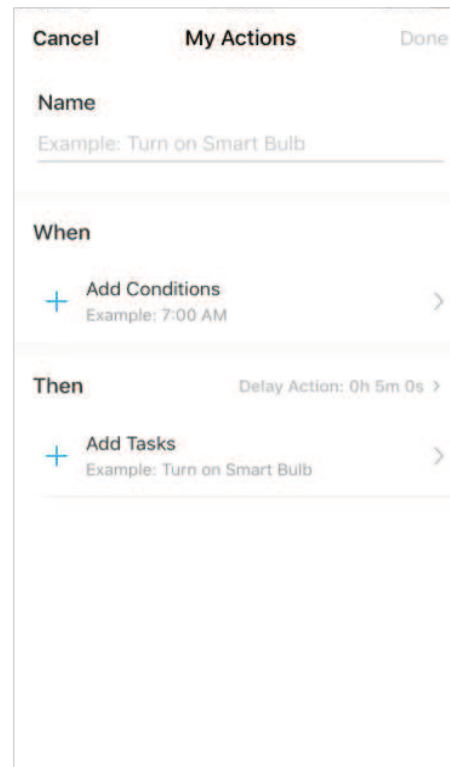 Cancel My Actions Done
Name
Example: Turn on Smart Bulb
When
Add Conditions
Example: 7:00 AM
Then Delay Action: 0h 5m 0s >
Add Tasks
Example: Turn on Smart Bulb